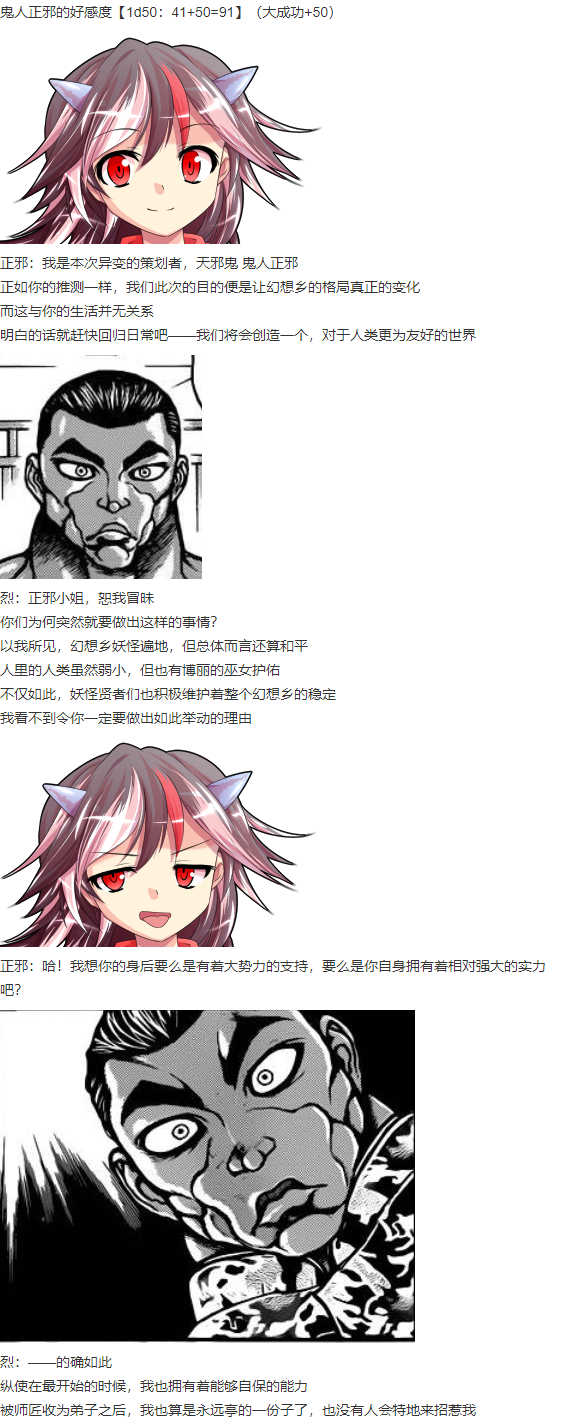 鬼人正邪的好感度【1d50：41+50=91】（大成功+50）
正邪：我是本次异变的策划者，天邪鬼 鬼人正邪
正如你的推测一样，我们此次的目的便是让幻想乡的格局真正的变化
而这与你的生活并无关系
明白的话就赶快回归日常吧——我们将会创造一个，对于人类更为友好的世界
烈：正邪小姐，恕我冒昧
你们为何突然就要做出这样的事情？
以我所见，幻想乡妖怪遍地，但总体而言还算和平
人里的人类虽然弱小，但也有博丽的巫女护佑
不仅如此，妖怪贤者们也积极维护着整个幻想乡的稳定
我看不到令你一定要做出如此举动的理由
正邪：哈！我想你的身后要么是有着大势力的支持，要么是你自身拥有着相对强大的实力
吧？
烈：——的确如此
纵使在最开始的时候，我也拥有着能够自保的能力
被师匠收为弟子之后，我也算是永远亭的一份子了，也没有人会特地来招惹我